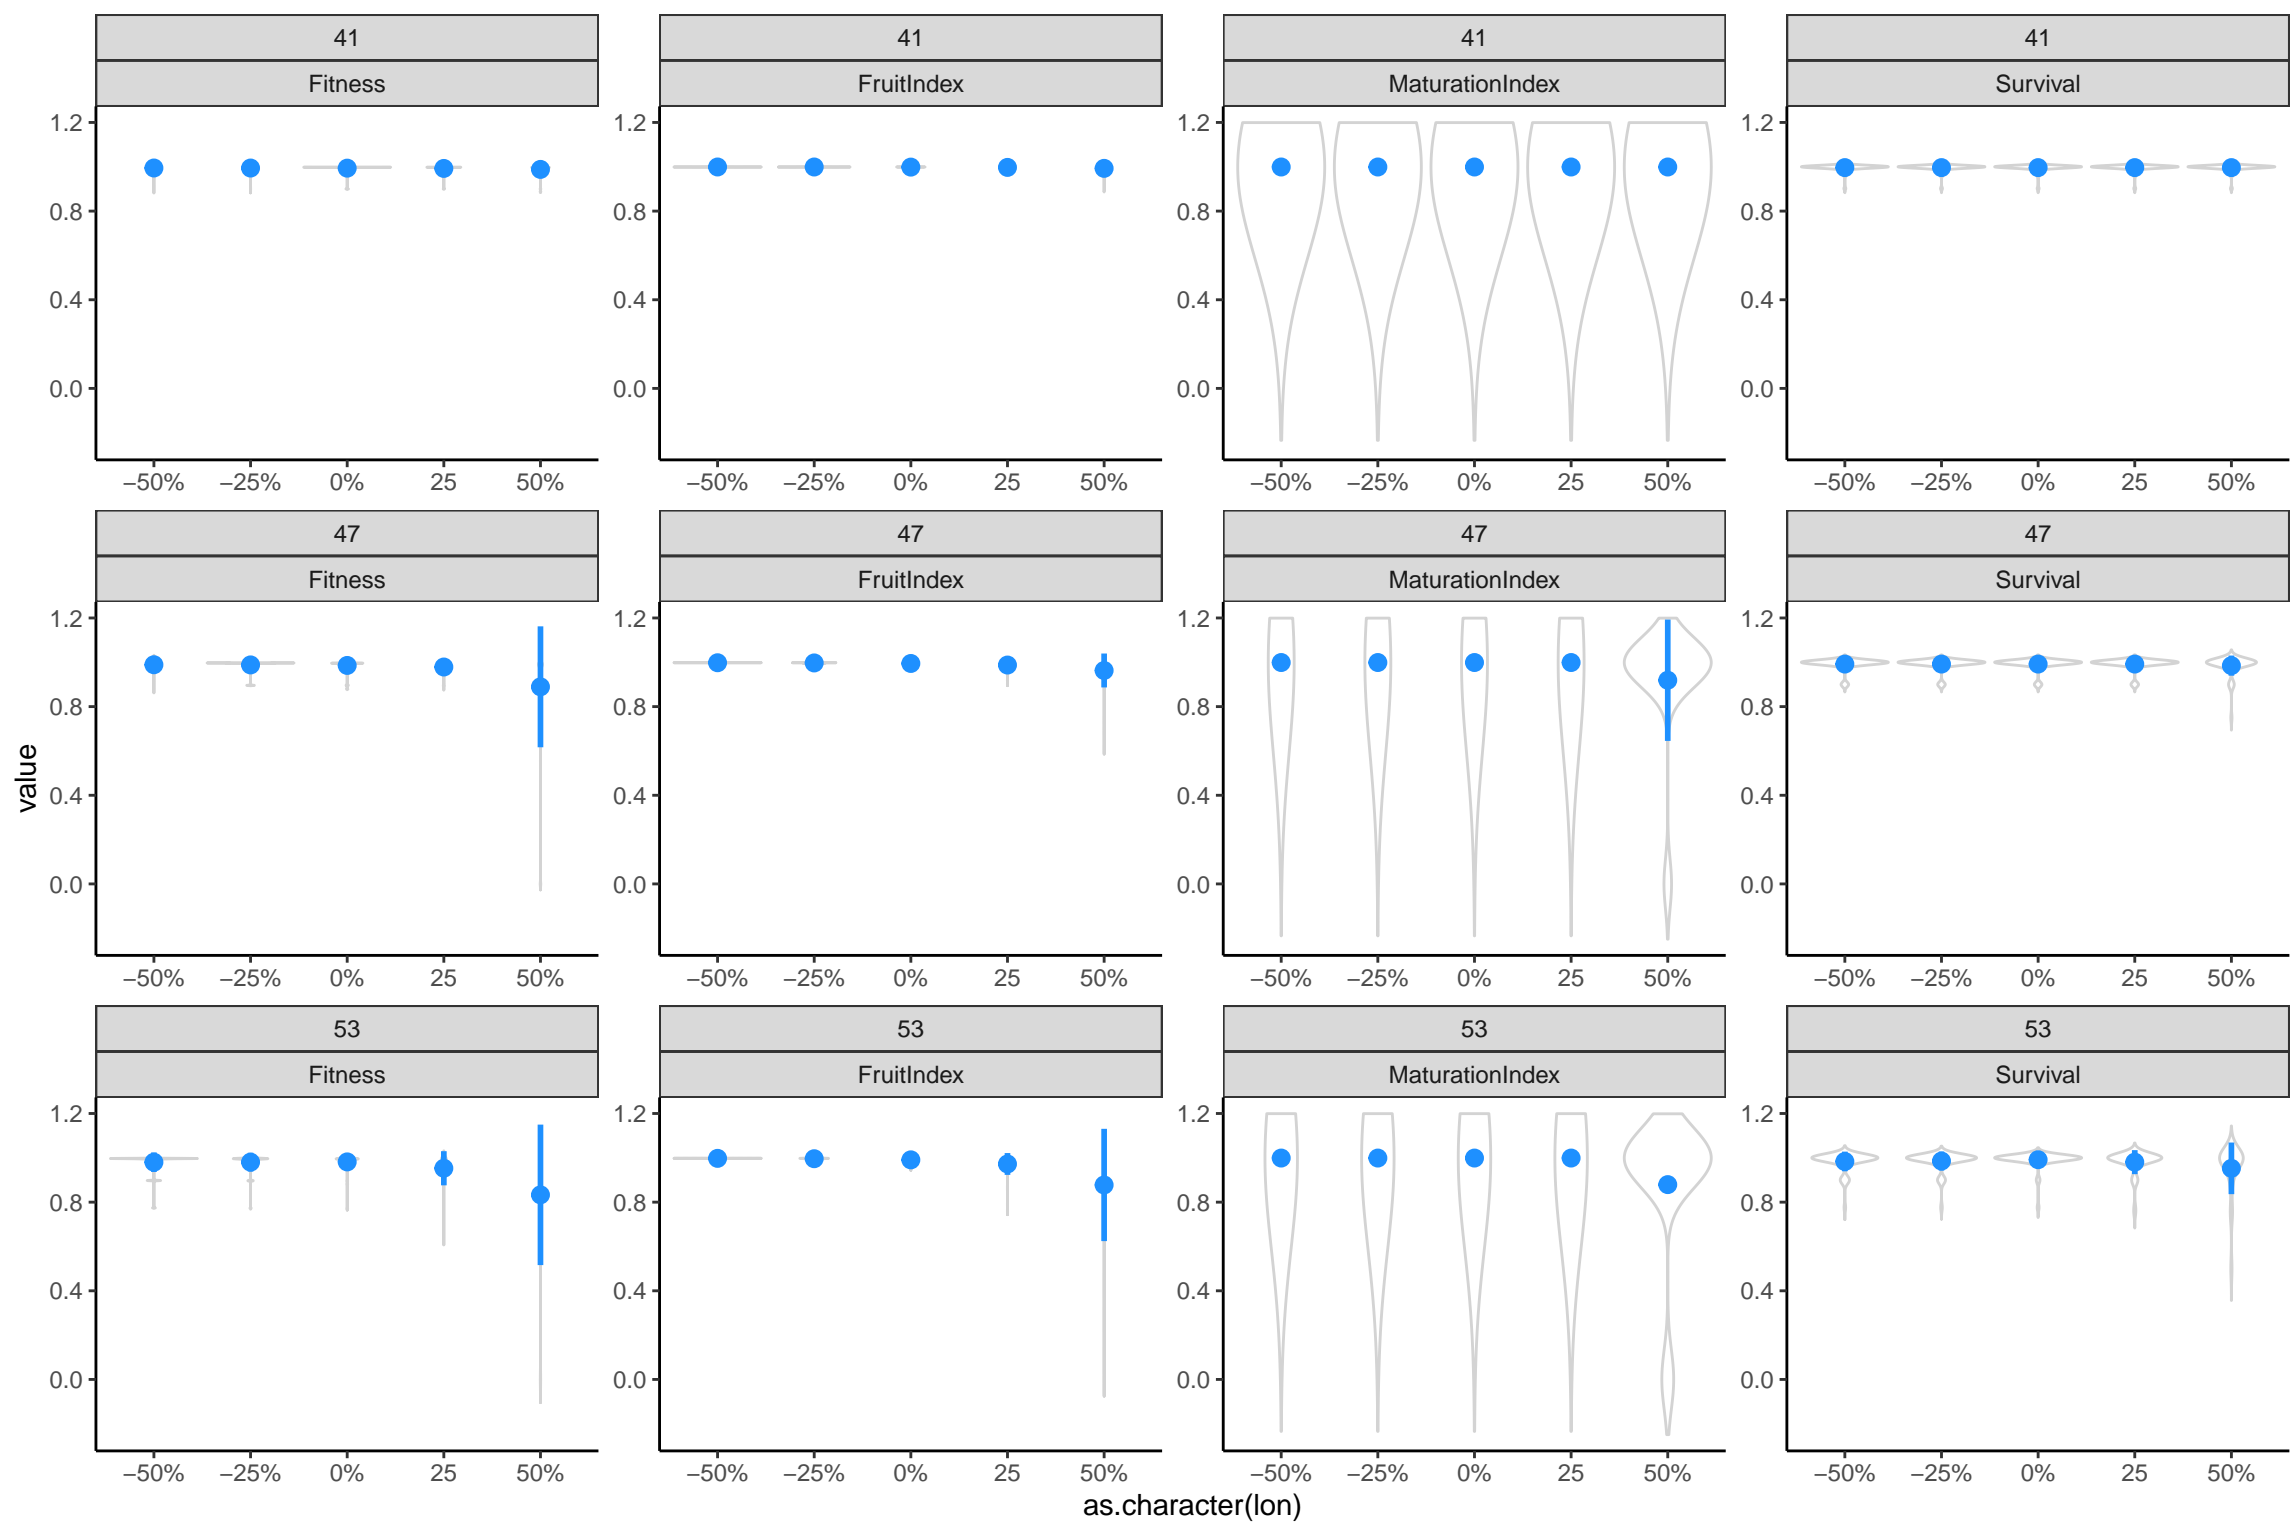 41 41 41 41
Fitness FruitIndex MaturationIndex Survival
1.2 1.2 1.2 1.2
0.8 0.8 0.8 0.8
0.4 0.4 0.4 0.4
0.0 0.0 0.0 0.0
−50% −25% 0% 25 50% −50% −25% 0% 25 50% −50% −25% 0% 25 50% −50% −25% 0% 25 50%
47 47 47 47
Fitness FruitIndex MaturationIndex Survival
1.2 1.2 1.2 1.2
0.8 0.8 0.8 0.8
value
0.4 0.4 0.4 0.4
0.0 0.0 0.0 0.0
−50% −25% 0% 25 50% −50% −25% 0% 25 50% −50% −25% 0% 25 50% −50% −25% 0% 25 50%
53 53 53 53
Fitness FruitIndex MaturationIndex Survival
1.2 1.2 1.2 1.2
0.8 0.8 0.8 0.8
0.4 0.4 0.4 0.4
0.0 0.0 0.0 0.0
−50% −25% 0% 25 50% −50% −25% 0% 25 50% −50% −25% 0% 25 50% −50% −25% 0% 25 50%
as.character(lon)